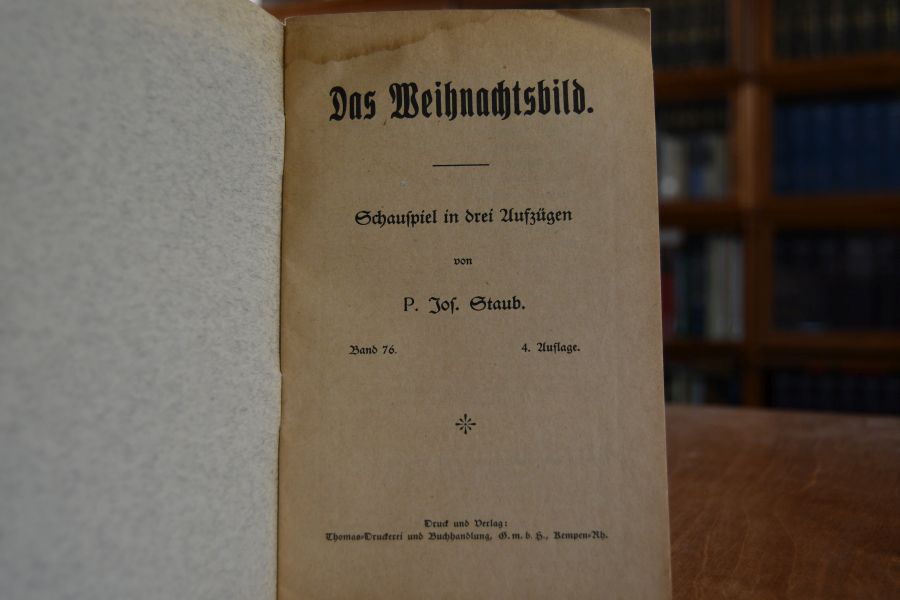 Das Weihnachtsbild.
Schauſpiel in drei Aufzügen
von
P. Joſ. Staub.
Band 76. 4. Auflage.
Druck und Verlag:
Thomas-Druckerei und Buchhandlung, G. m. b. H., Kempen-Rh.